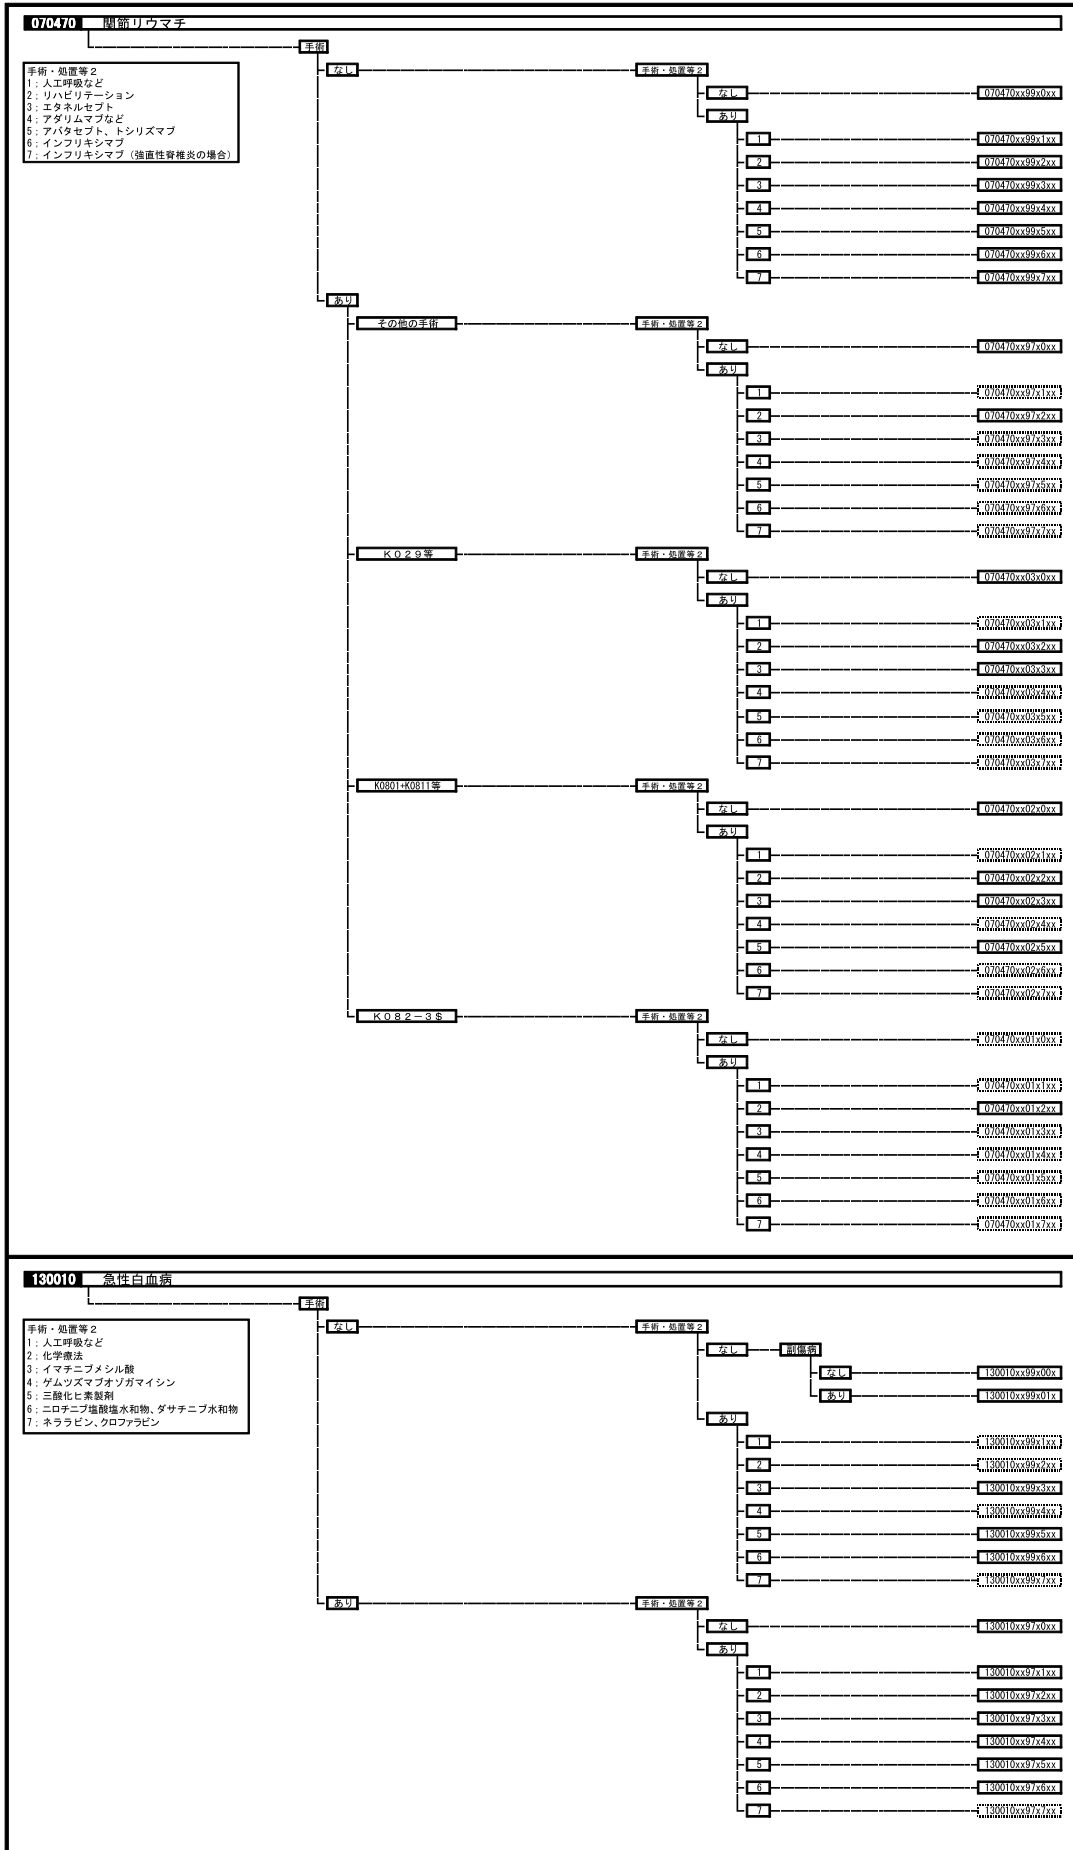 070470 関節リウマチ
手術
手術・処置等2
1:人工呼吸など
2:リハビリテーション
3:エタネルセプト
4:アダリムマブなど
5:アバタセプト、トシリズマブ
6:インフリキシマブ
7:インフリキシマブ(強直性脊椎炎の場合)
なし 手術・処置等2
なし 070470xx99x0xx
あり
1 070470xx99x1xx
2 070470xx99x2xx
3 070470xx99x3xx
4 070470xx99x4xx
5 070470xx99x5xx
6 070470xx99x6xx
7 070470xx99x7xx
あり
その他の手術 手術・処置等2
なし 070470xx97x0xx
あり
1 070470xx97x1xx
2 070470xx97x2xx
3 070470xx97x3xx
4 070470xx97x4xx
5 070470xx97x5xx
6 070470xx97x6xx
7 070470xx97x7xx
K029等 手術・処置等2
なし 070470xx03x0xx
あり
1 070470xx03x1xx
2 070470xx03x2xx
3 070470xx03x3xx
4 070470xx03x4xx
5 070470xx03x5xx
6 070470xx03x6xx
7 070470xx03x7xx
K0801+K0811等 手術・処置等2
なし 070470xx02x0xx
あり
1 070470xx02x1xx
2 070470xx02x2xx
3 070470xx02x3xx
4 070470xx02x4xx
5 070470xx02x5xx
6 070470xx02x6xx
7 070470xx02x7xx
K082-3$ 手術・処置等2
なし 070470xx01x0xx
あり
1 070470xx01x1xx
2 070470xx01x2xx
3 070470xx01x3xx
4 070470xx01x4xx
5 070470xx01x5xx
6 070470xx01x6xx
7 070470xx01x7xx
130010 急性白血病
手術
手術・処置等2
1:人工呼吸など
2:化学療法
3:イマチニブメシル酸
4:ゲムツズマブオゾガマイシン
5:三酸化ヒ素製剤
6:ニロチニブ塩酸塩水和物、ダサチニブ水和物
7:ネララビン、クロファラビン
なし 手術・処置等2
なし 副傷病
なし 130010xx99x00x
あり 130010xx99x01x
あり
1 130010xx99x1xx
2 130010xx99x2xx
3 130010xx99x3xx
4 130010xx99x4xx
5 130010xx99x5xx
6 130010xx99x6xx
7 130010xx99x7xx
あり 手術・処置等2
なし 130010xx97x0xx
あり
1 130010xx97x1xx
2 130010xx97x2xx
3 130010xx97x3xx
4 130010xx97x4xx
5 130010xx97x5xx
6 130010xx97x6xx
7 130010xx97x7xx